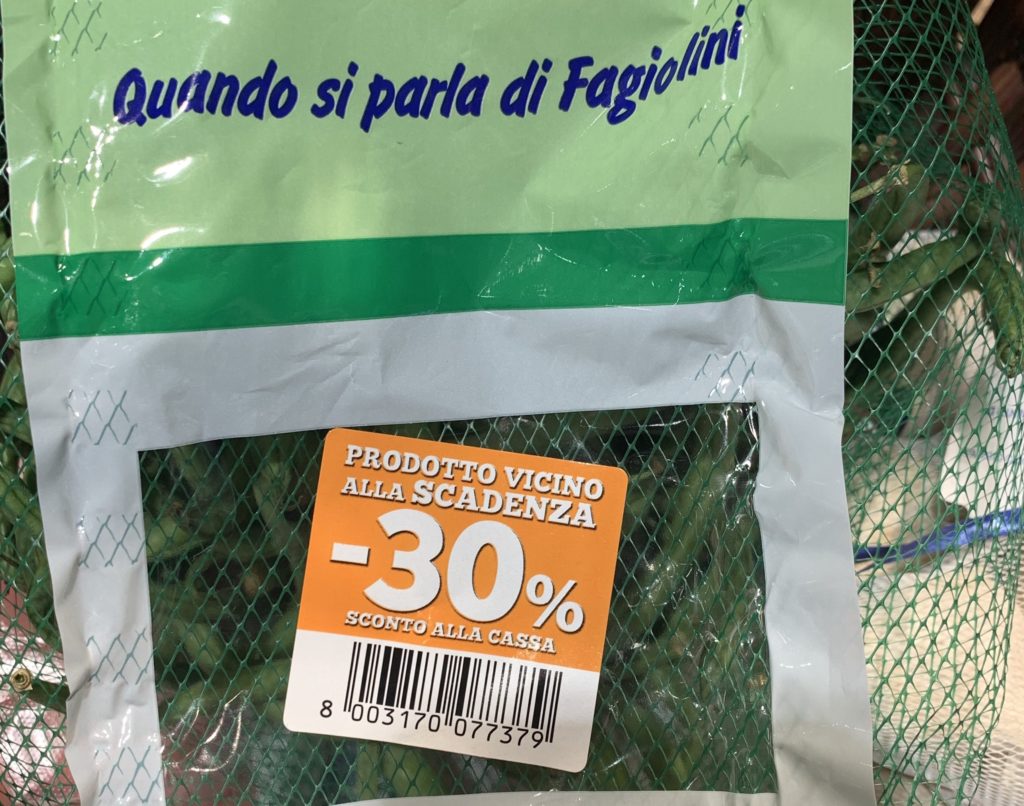 Quando si parla di Fagiolini
PRODOTTO VICINO
ALLA SCADENZA
-30%
SCONTO ALLA CASSA
8 003170 077379